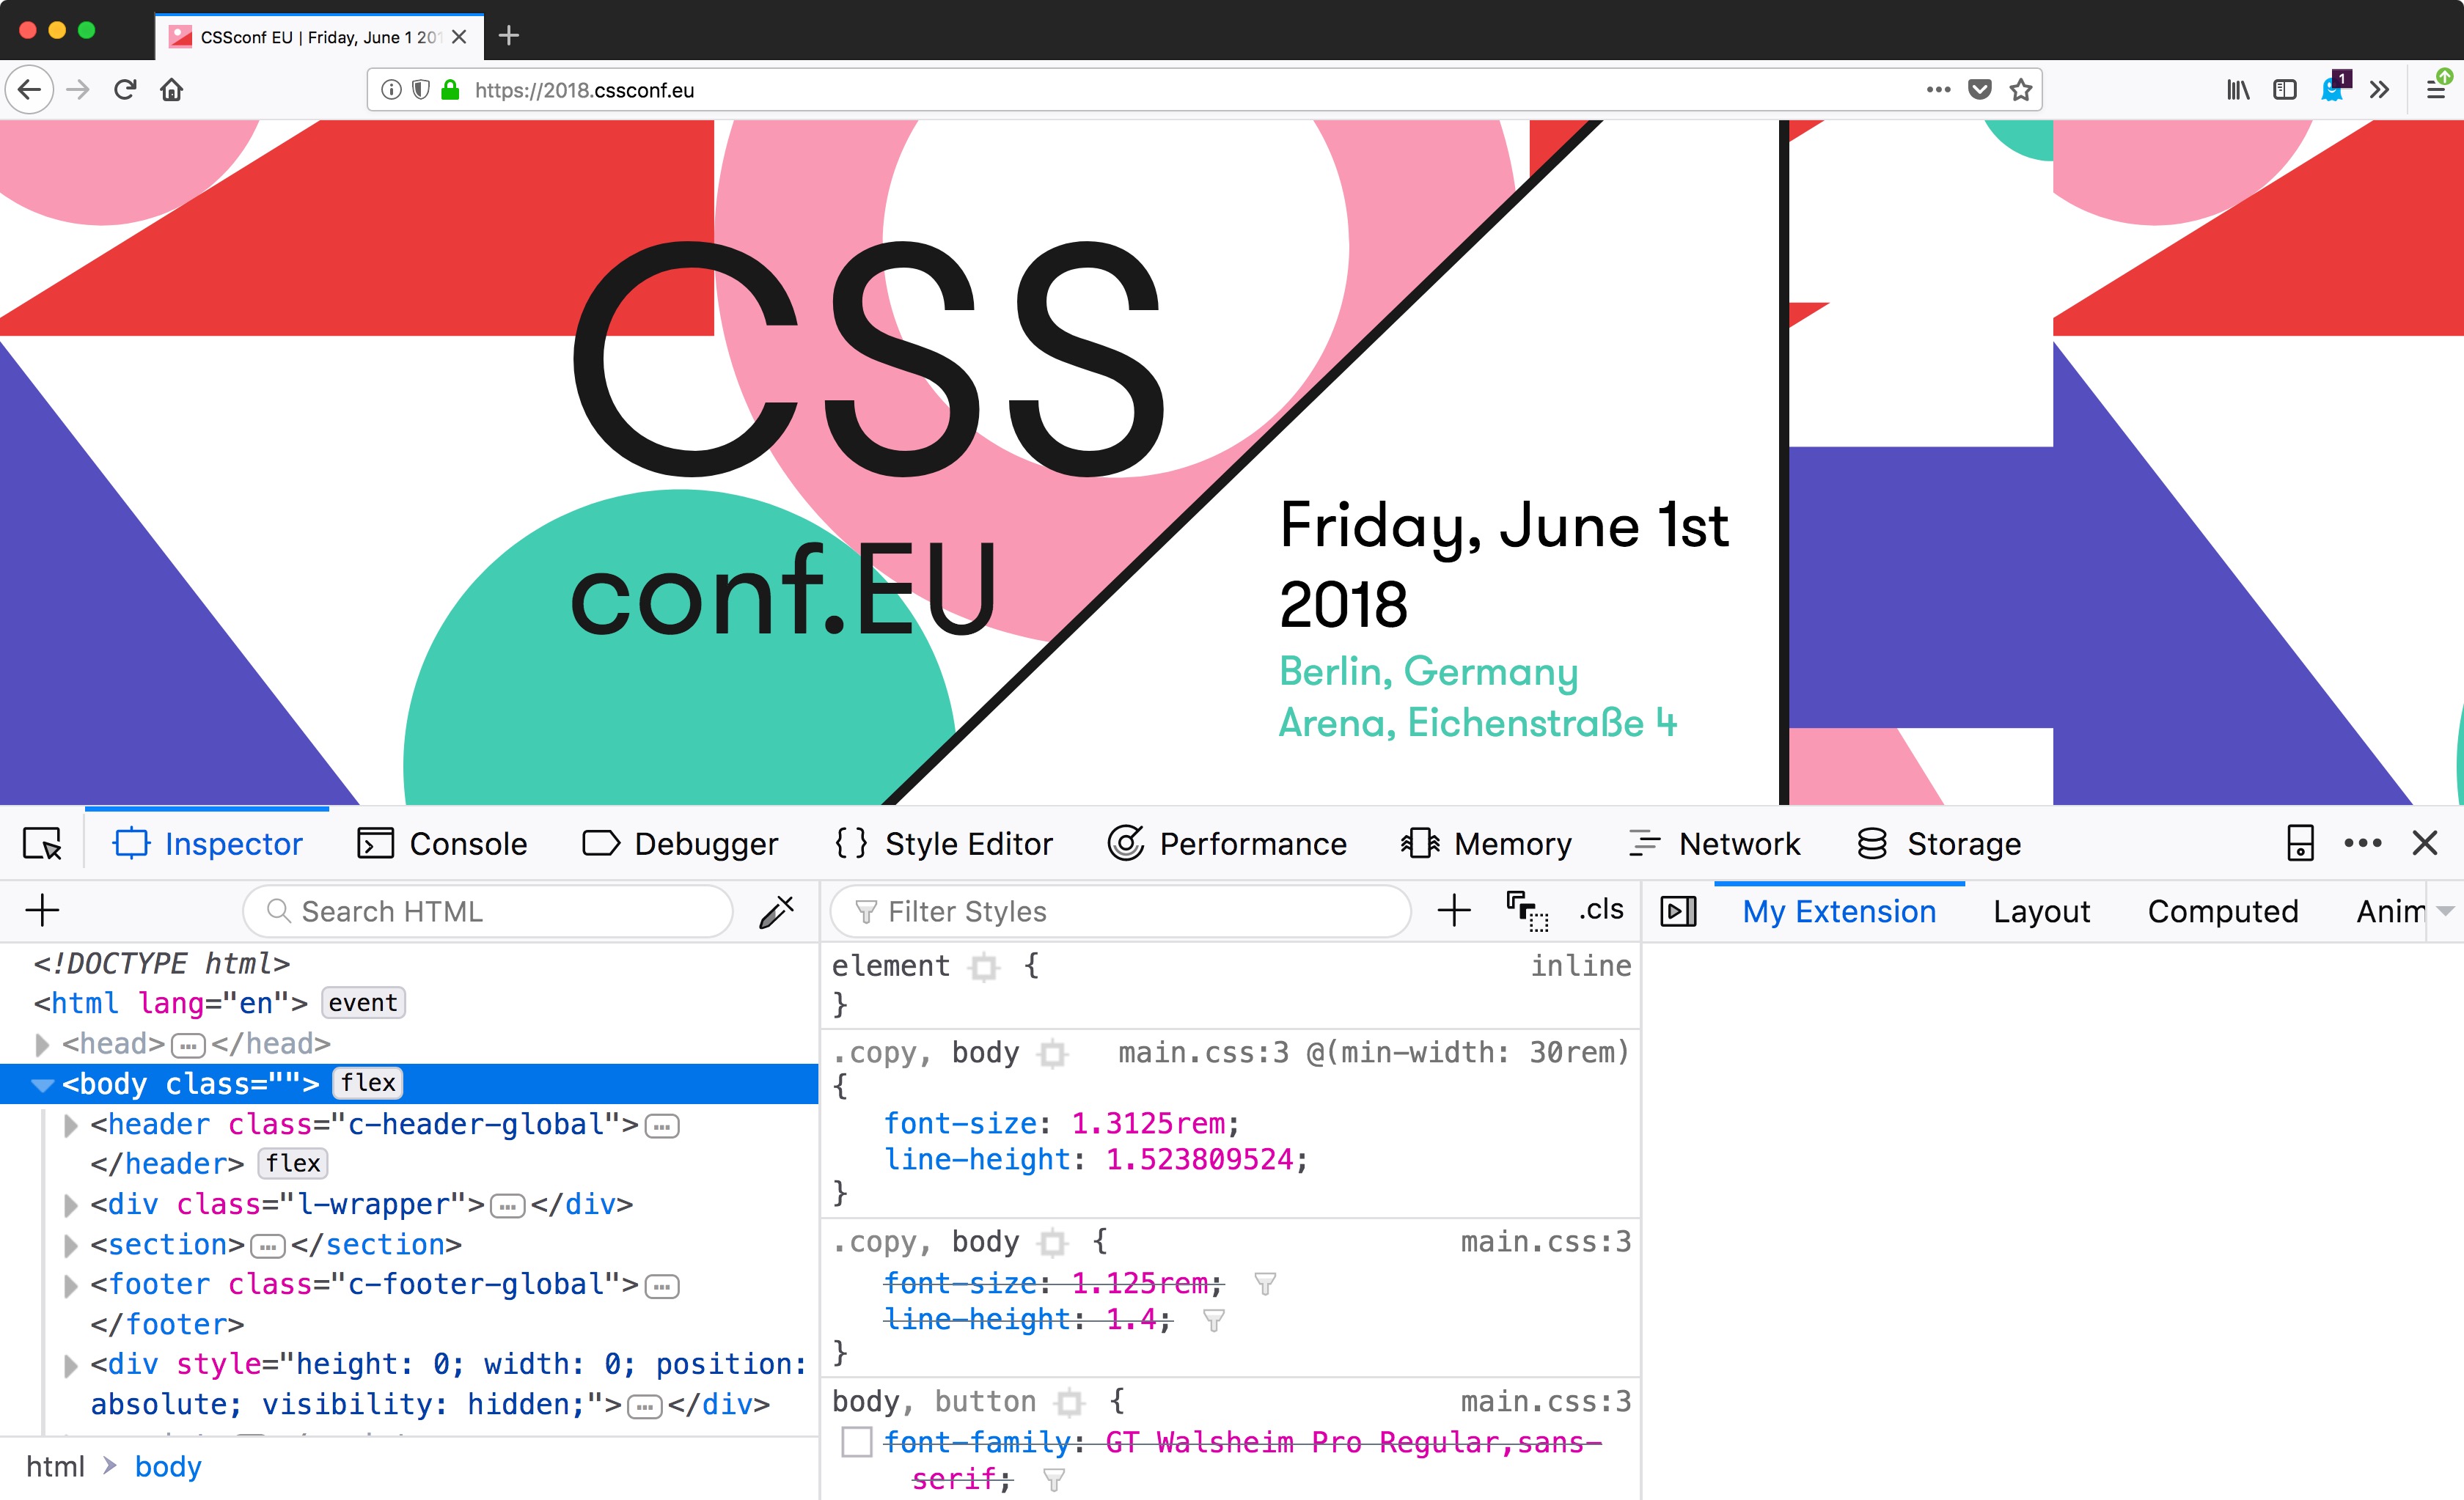 CSSconf EU | Friday, June 1 201
https://2018.cssconf.eu
1
CSS
conf.EU
Friday, June 1st
2018
Berlin, Germany
Arena, Eichenstraße 4
Inspector Console Debugger Style Editor Performance Memory Network Storage
Search HTML
Filter Styles
.cls
My Extension Layout Computed Anim
<!DOCTYPE html>
<html lang="en"> event
<head>…</head>
<body class=""> flex
<header class="c-header-global">…
</header> flex
<div class="l-wrapper">…</div>
<section>…</section>
<footer class="c-footer-global">…
</footer>
<div style="height: 0; width: 0; position:
absolute; visibility: hidden;">…</div>
html body
element { inline
}
.copy, body main.css:3 @(min-width: 30rem)
{
font-size: 1.3125rem;
line-height: 1.523809524;
}
.copy, body { main.css:3
font-size: 1.125rem;
line-height: 1.4;
}
body, button { main.css:3
font-family: GT Walsheim Pro Regular,sans-
serif;